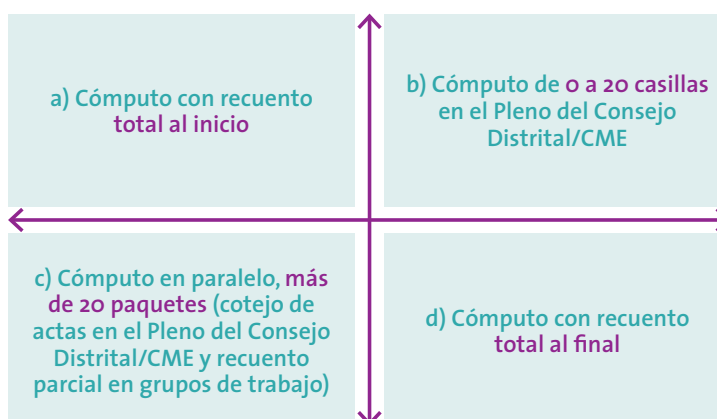 a) Cómputo con recuento
total al inicio
b) Cómputo de 0 a 20 casillas
en el Pleno del Consejo
Distrital/CME
c) Cómputo en paralelo, más
de 20 paquetes (cotejo de
actas en el Pleno del Consejo
Distrital/CME y recuento
parcial en grupos de trabajo)
d) Cómputo con recuento
total al final